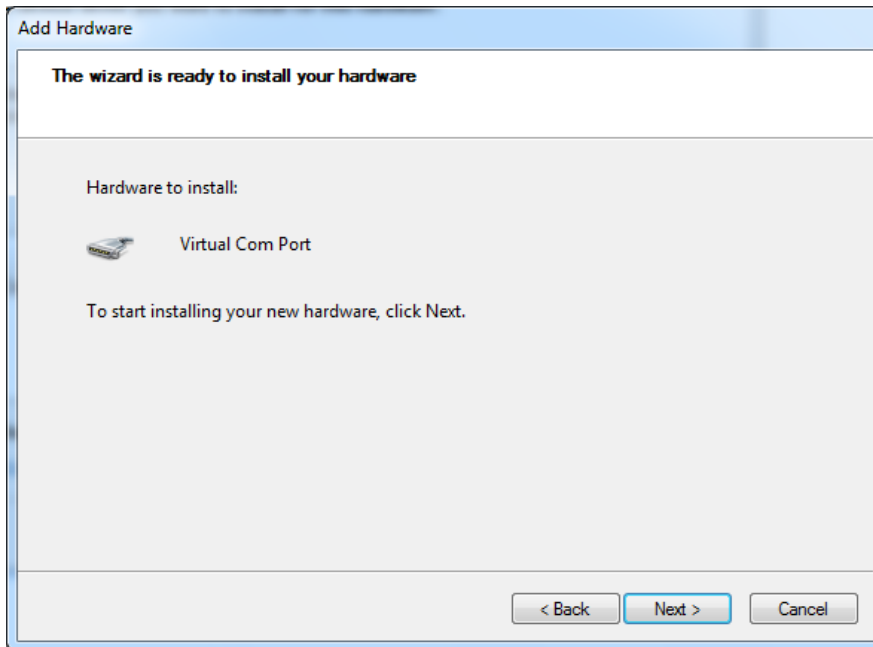 Add Hardware
The wizard is ready to install your hardware
Hardware to install:
Virtual Com Port
To start installing your new hardware, click Next.
< Back
Next >
Cancel